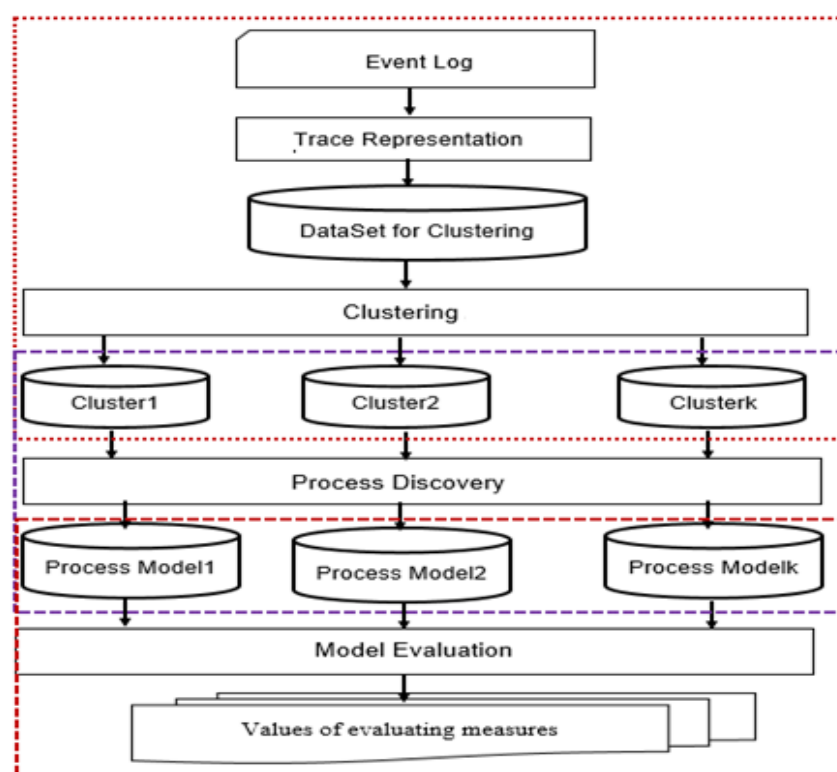 Event Log
Trace Representation
DataSet for Clustering
Clustering
Cluster1
Cluster2
Clusterk
Process Discovery
Process Model1
Process Model2
Process Modelk
Model Evaluation
Values of evaluating measures